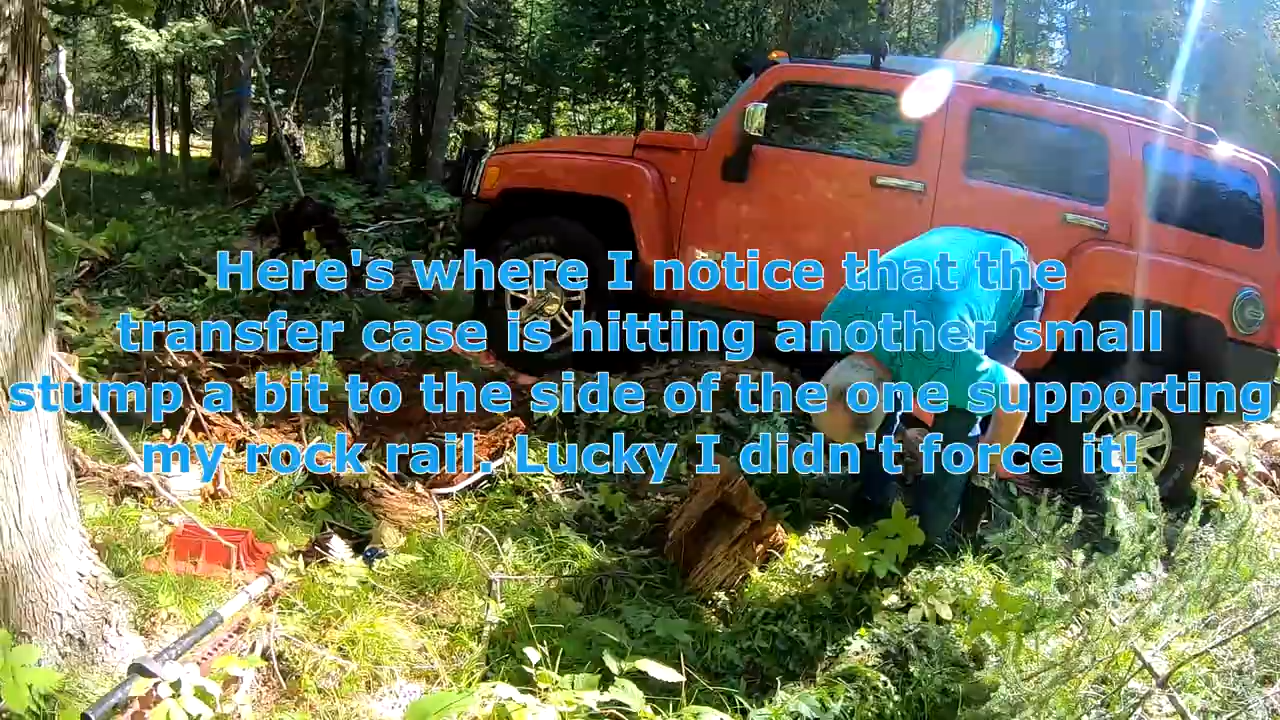 Here's where I notice that the
transfer case is hitting another small
stump a bit to the side of the one supporting
my rock rail. Lucky I didn't force it!